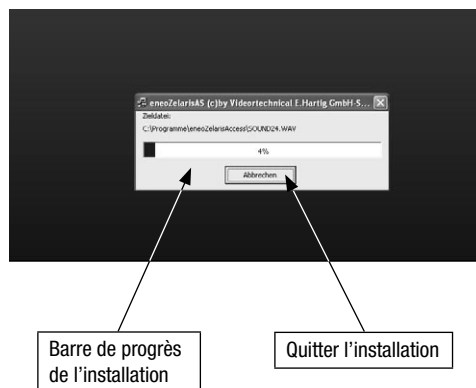 eneoZelarisAS (c)by Videortechnical E.Hartig GmbH-S...
Zieldatei:
C:\Programme\eneoZelarisAccess\SOUND24.WAV
4%
Abbrechen
Barre de progrès
de l'installation
Quitter l'installation